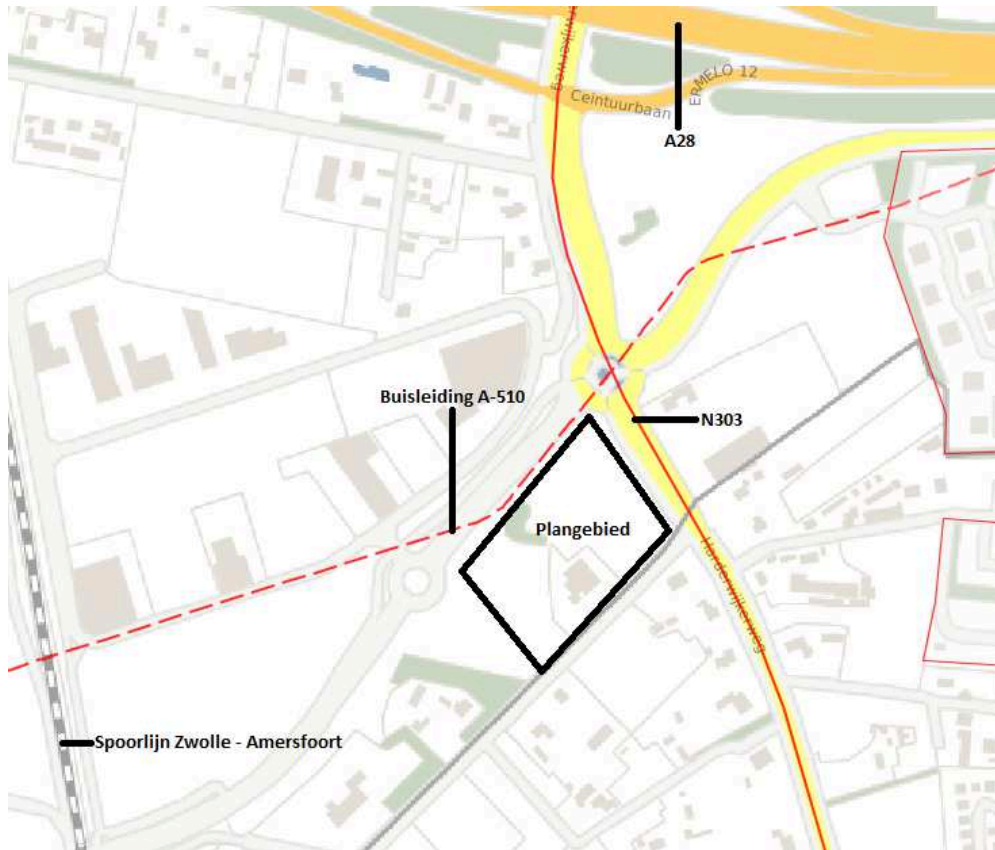 Ceintuurbaan
ERMELO 12
A28
Buisleiding A-510
N303
Plangebied
Harderwijkerweg
Spoorlijn Zwolle - Amersfoort